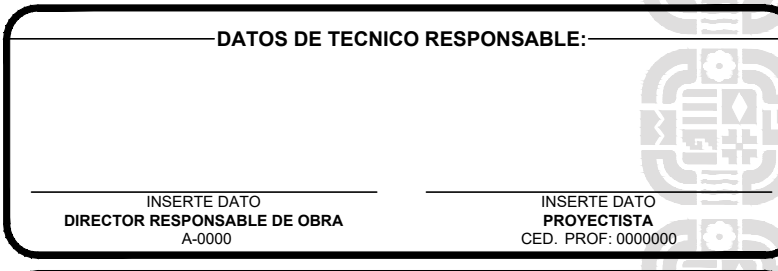 DATOS DE TECNICO RESPONSABLE:
INSERTE DATO
DIRECTOR RESPONSABLE DE OBRA
A-0000
INSERTE DATO
PROYECTISTA
CED. PROF: 0000000